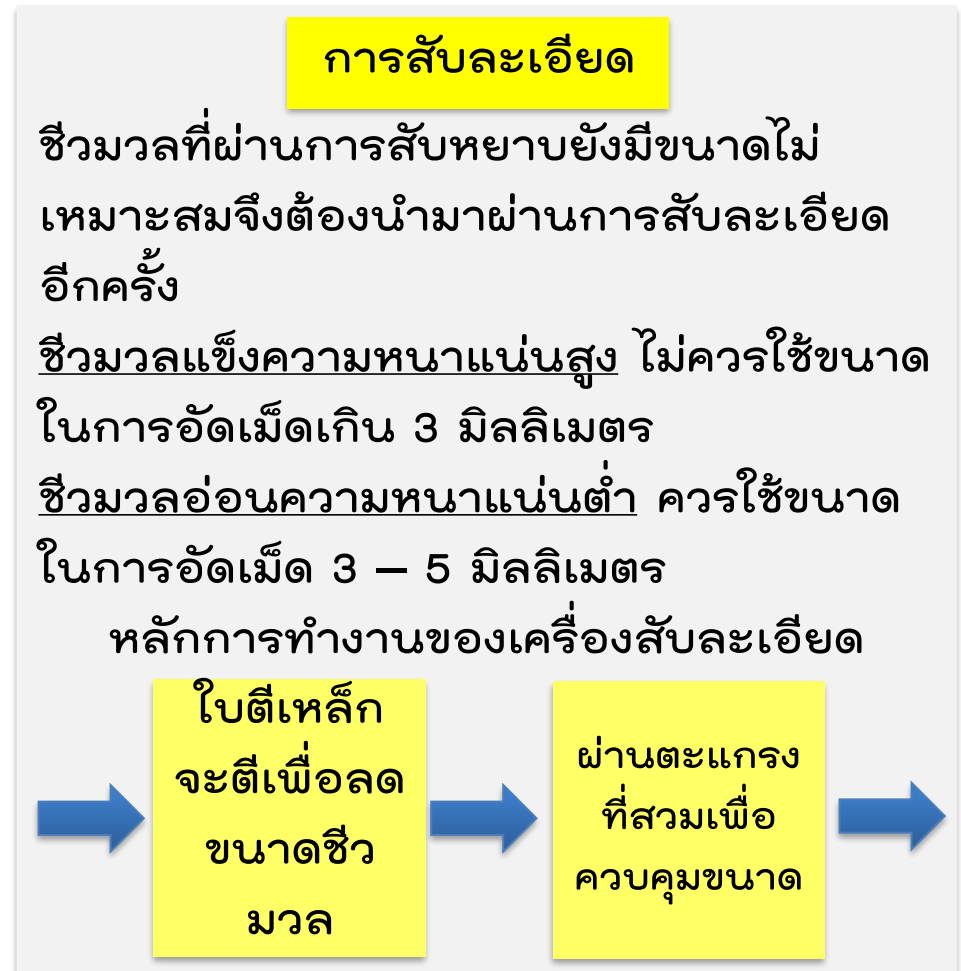 การสับละเอียด
ชีวมวลที่ผ่านการสับหยาบยังมีขนาดไม่
เหมาะสมจึงต้องนำมาผ่านการสับละเอียด
อีกครั้ง
ชีวมวลแข็งความหนาแน่นสูง ไม่ควรใช้ขนาด
ในการอัดเม็ดเกิน 3 มิลลิเมตร
ชีวมวลอ่อนความหนาแน่นต่ำ ควรใช้ขนาด
ในการอัดเม็ด 3 – 5 มิลลิเมตร
หลักการทำงานของเครื่องสับละเอียด
ใบตีเหล็ก
จะตีเพื่อลด
ขนาดชีว
มวล
ผ่านตะแกรง
ที่สวมเพื่อ
ควบคุมขนาด